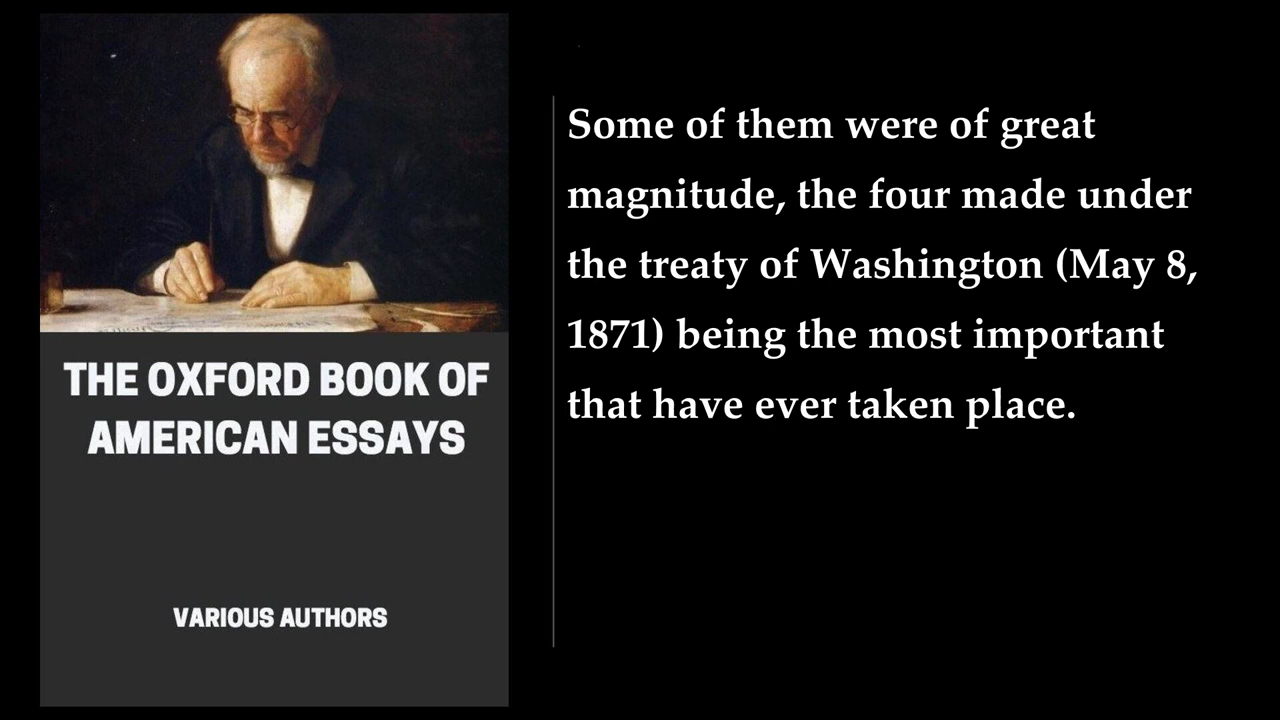 THE OXFORD BOOK OF
AMERICAN ESSAYS
VARIOUS AUTHORS
Some of them were of great
magnitude, the four made under
the treaty of Washington (May 8,
1871) being the most important
that have ever taken place.